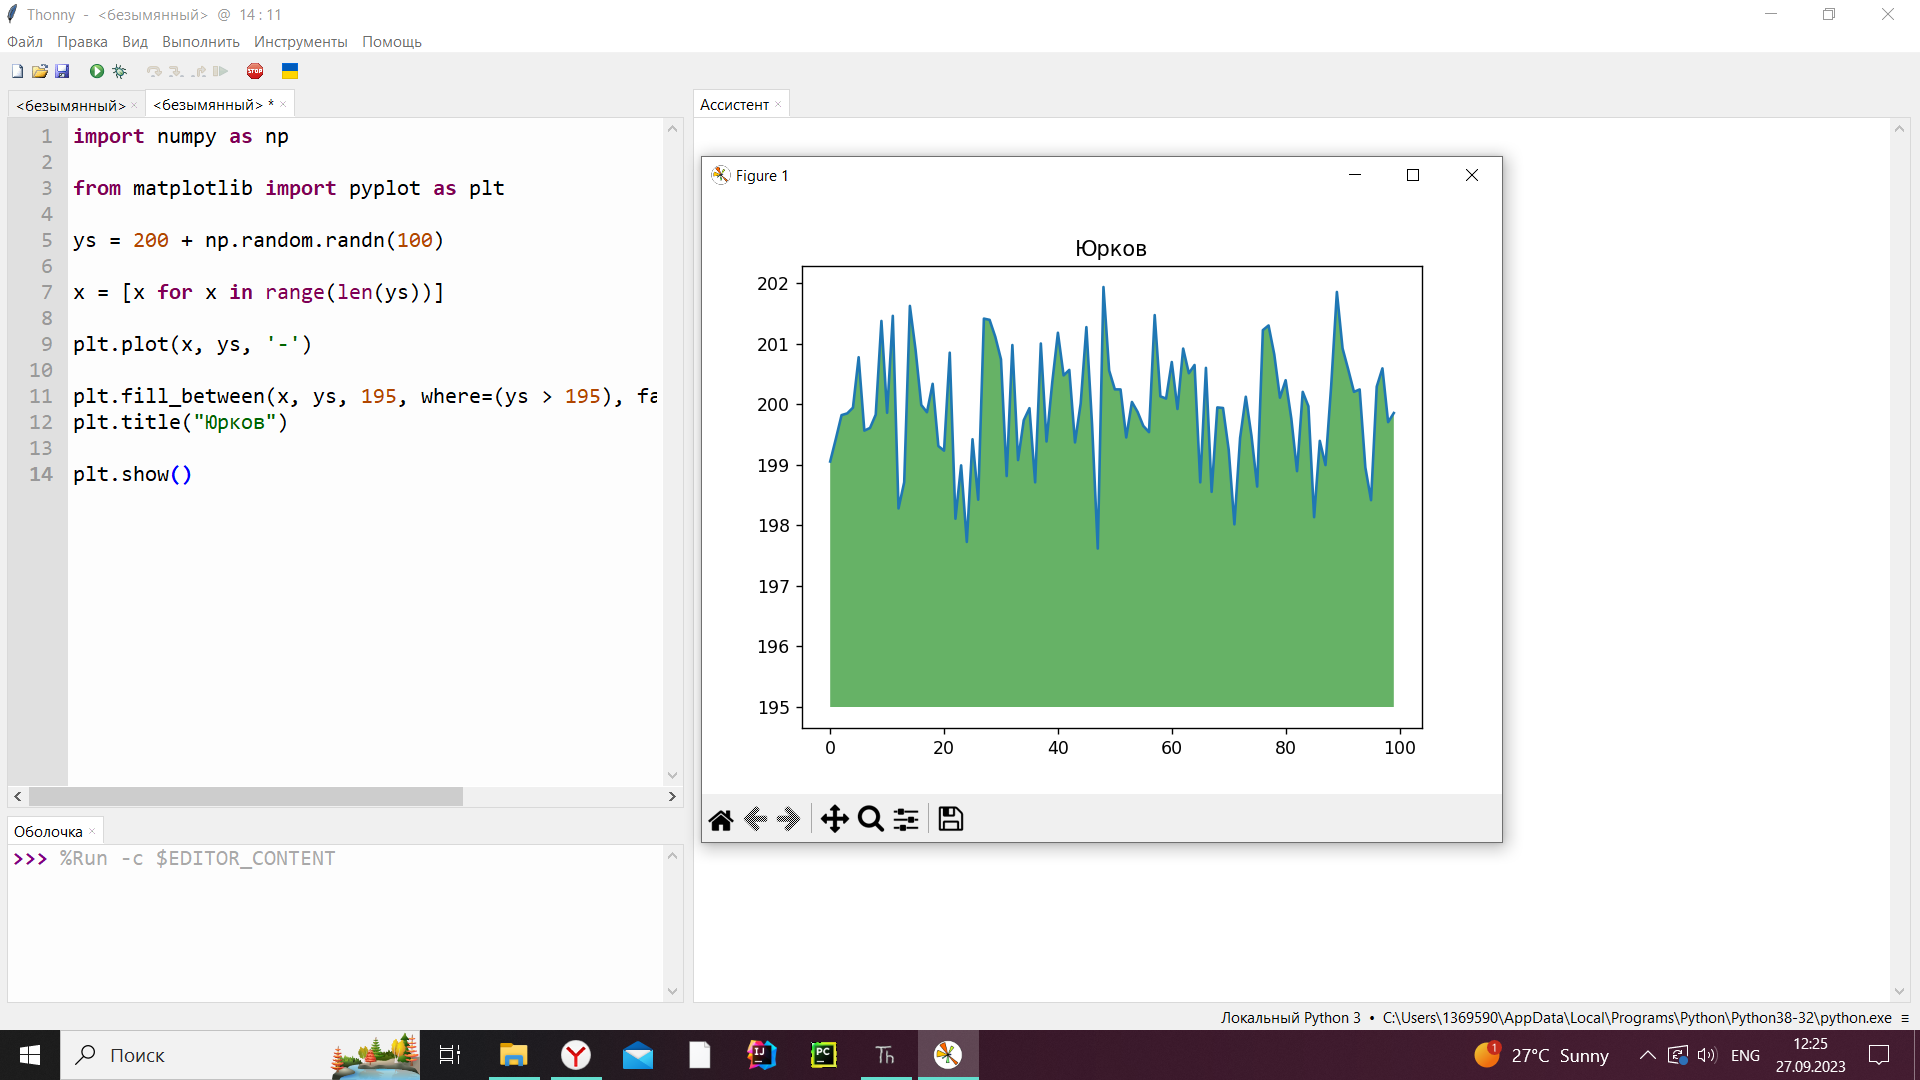 Thonny - <безымянный> @ 14 : 11
Файл Правка Вид Выполнить Инструменты Помощь
STOP
<безымянный> × <безымянный> * ×
1 import numpy as np
2
3 from matplotlib import pyplot as plt
4
5 ys = 200 + np.random.randn(100)
6
7 x = [x for x in range(len(ys))]
8
9 plt.plot(x, ys, '-')
10
11 plt.fill_between(x, ys, 195, where=(ys > 195), fa
12 plt.title("Юрков")
13
14 plt.show()
Оболочка ×
>>> %Run -c $EDITOR_CONTENT
Ассистент ×
Figure 1
Юрков
202
201
200
199
198
197
196
195
0 20 40 60 80 100
Локальный Python 3 • C:\Users\1369590\AppData\Local\Programs\Python\Python38-32\python.exe ≡
Поиск
Y
IJ
PC
Th
1
27°C Sunny
ENG
12:25
27.09.2023